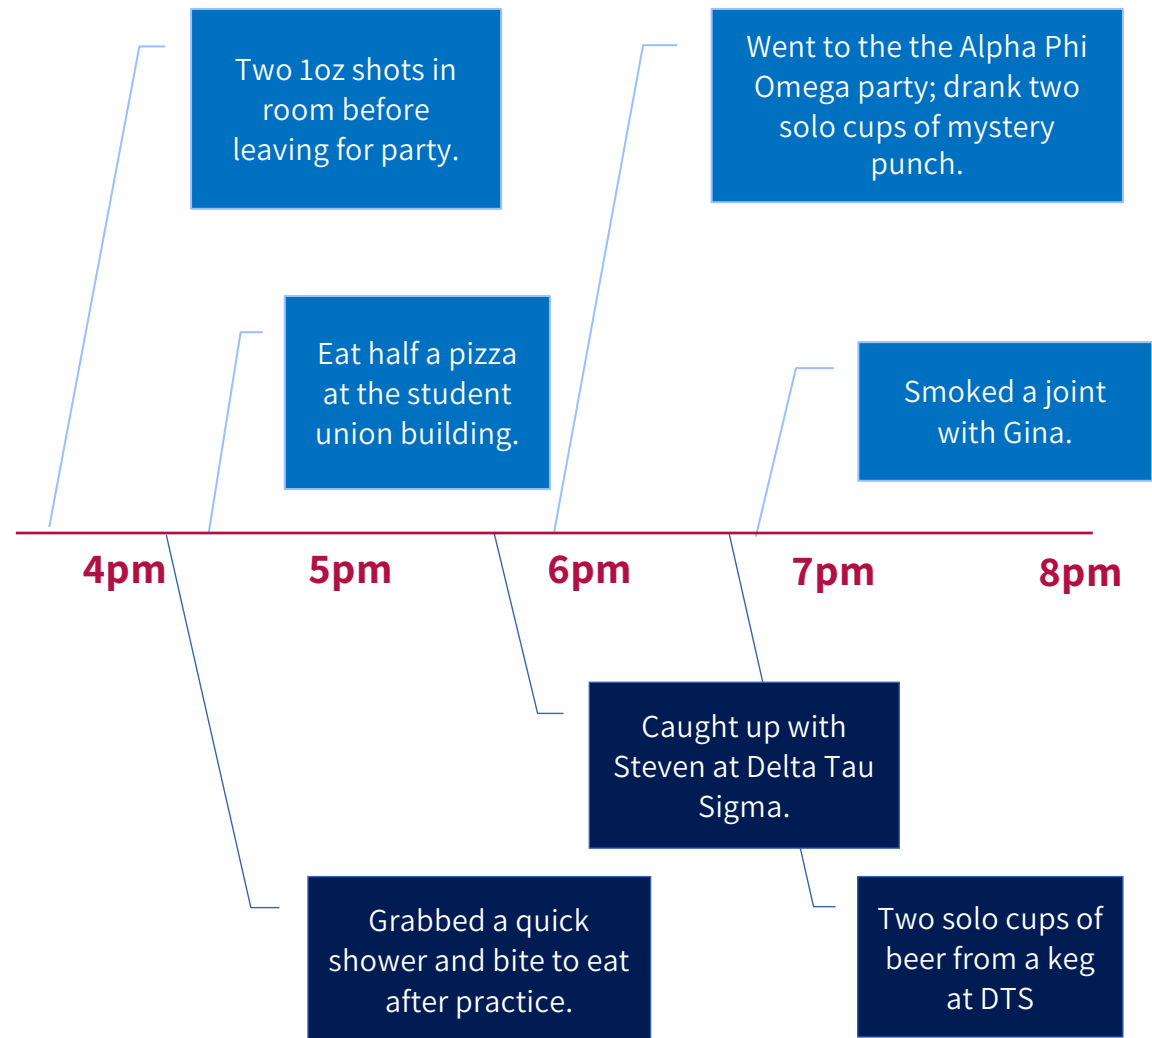 Two 1oz shots in
room before
leaving for party.
Went to the the Alpha Phi
Omega party; drank two
solo cups of mystery
punch.
Eat half a pizza
at the student
union building.
Smoked a joint
with Gina.
4pm
5pm
6pm
7pm
8pm
Caught up with
Steven at Delta Tau
Sigma.
Grabbed a quick
shower and bite to eat
after practice.
Two solo cups of
beer from a keg
at DTS